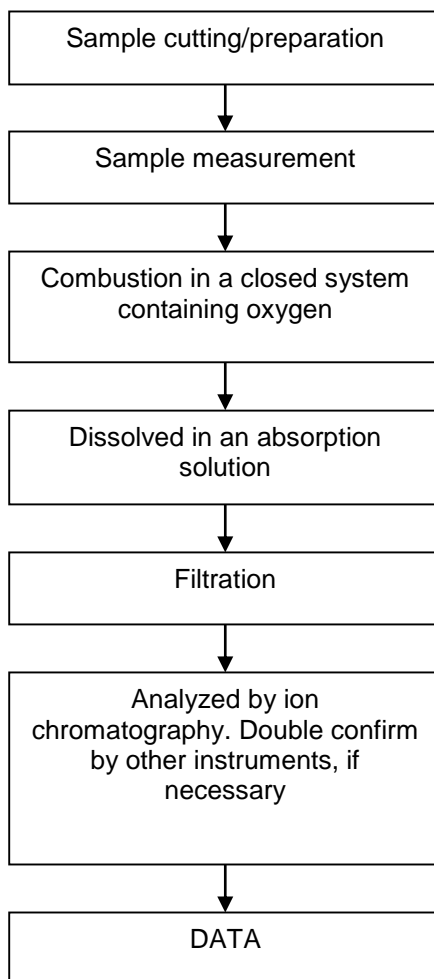 Sample cutting/preparation
Sample measurement
Combustion in a closed system
containing oxygen
Dissolved in an absorption
solution
Filtration
Analyzed by ion
chromatography. Double confirm
by other instruments, if
necessary
DATA